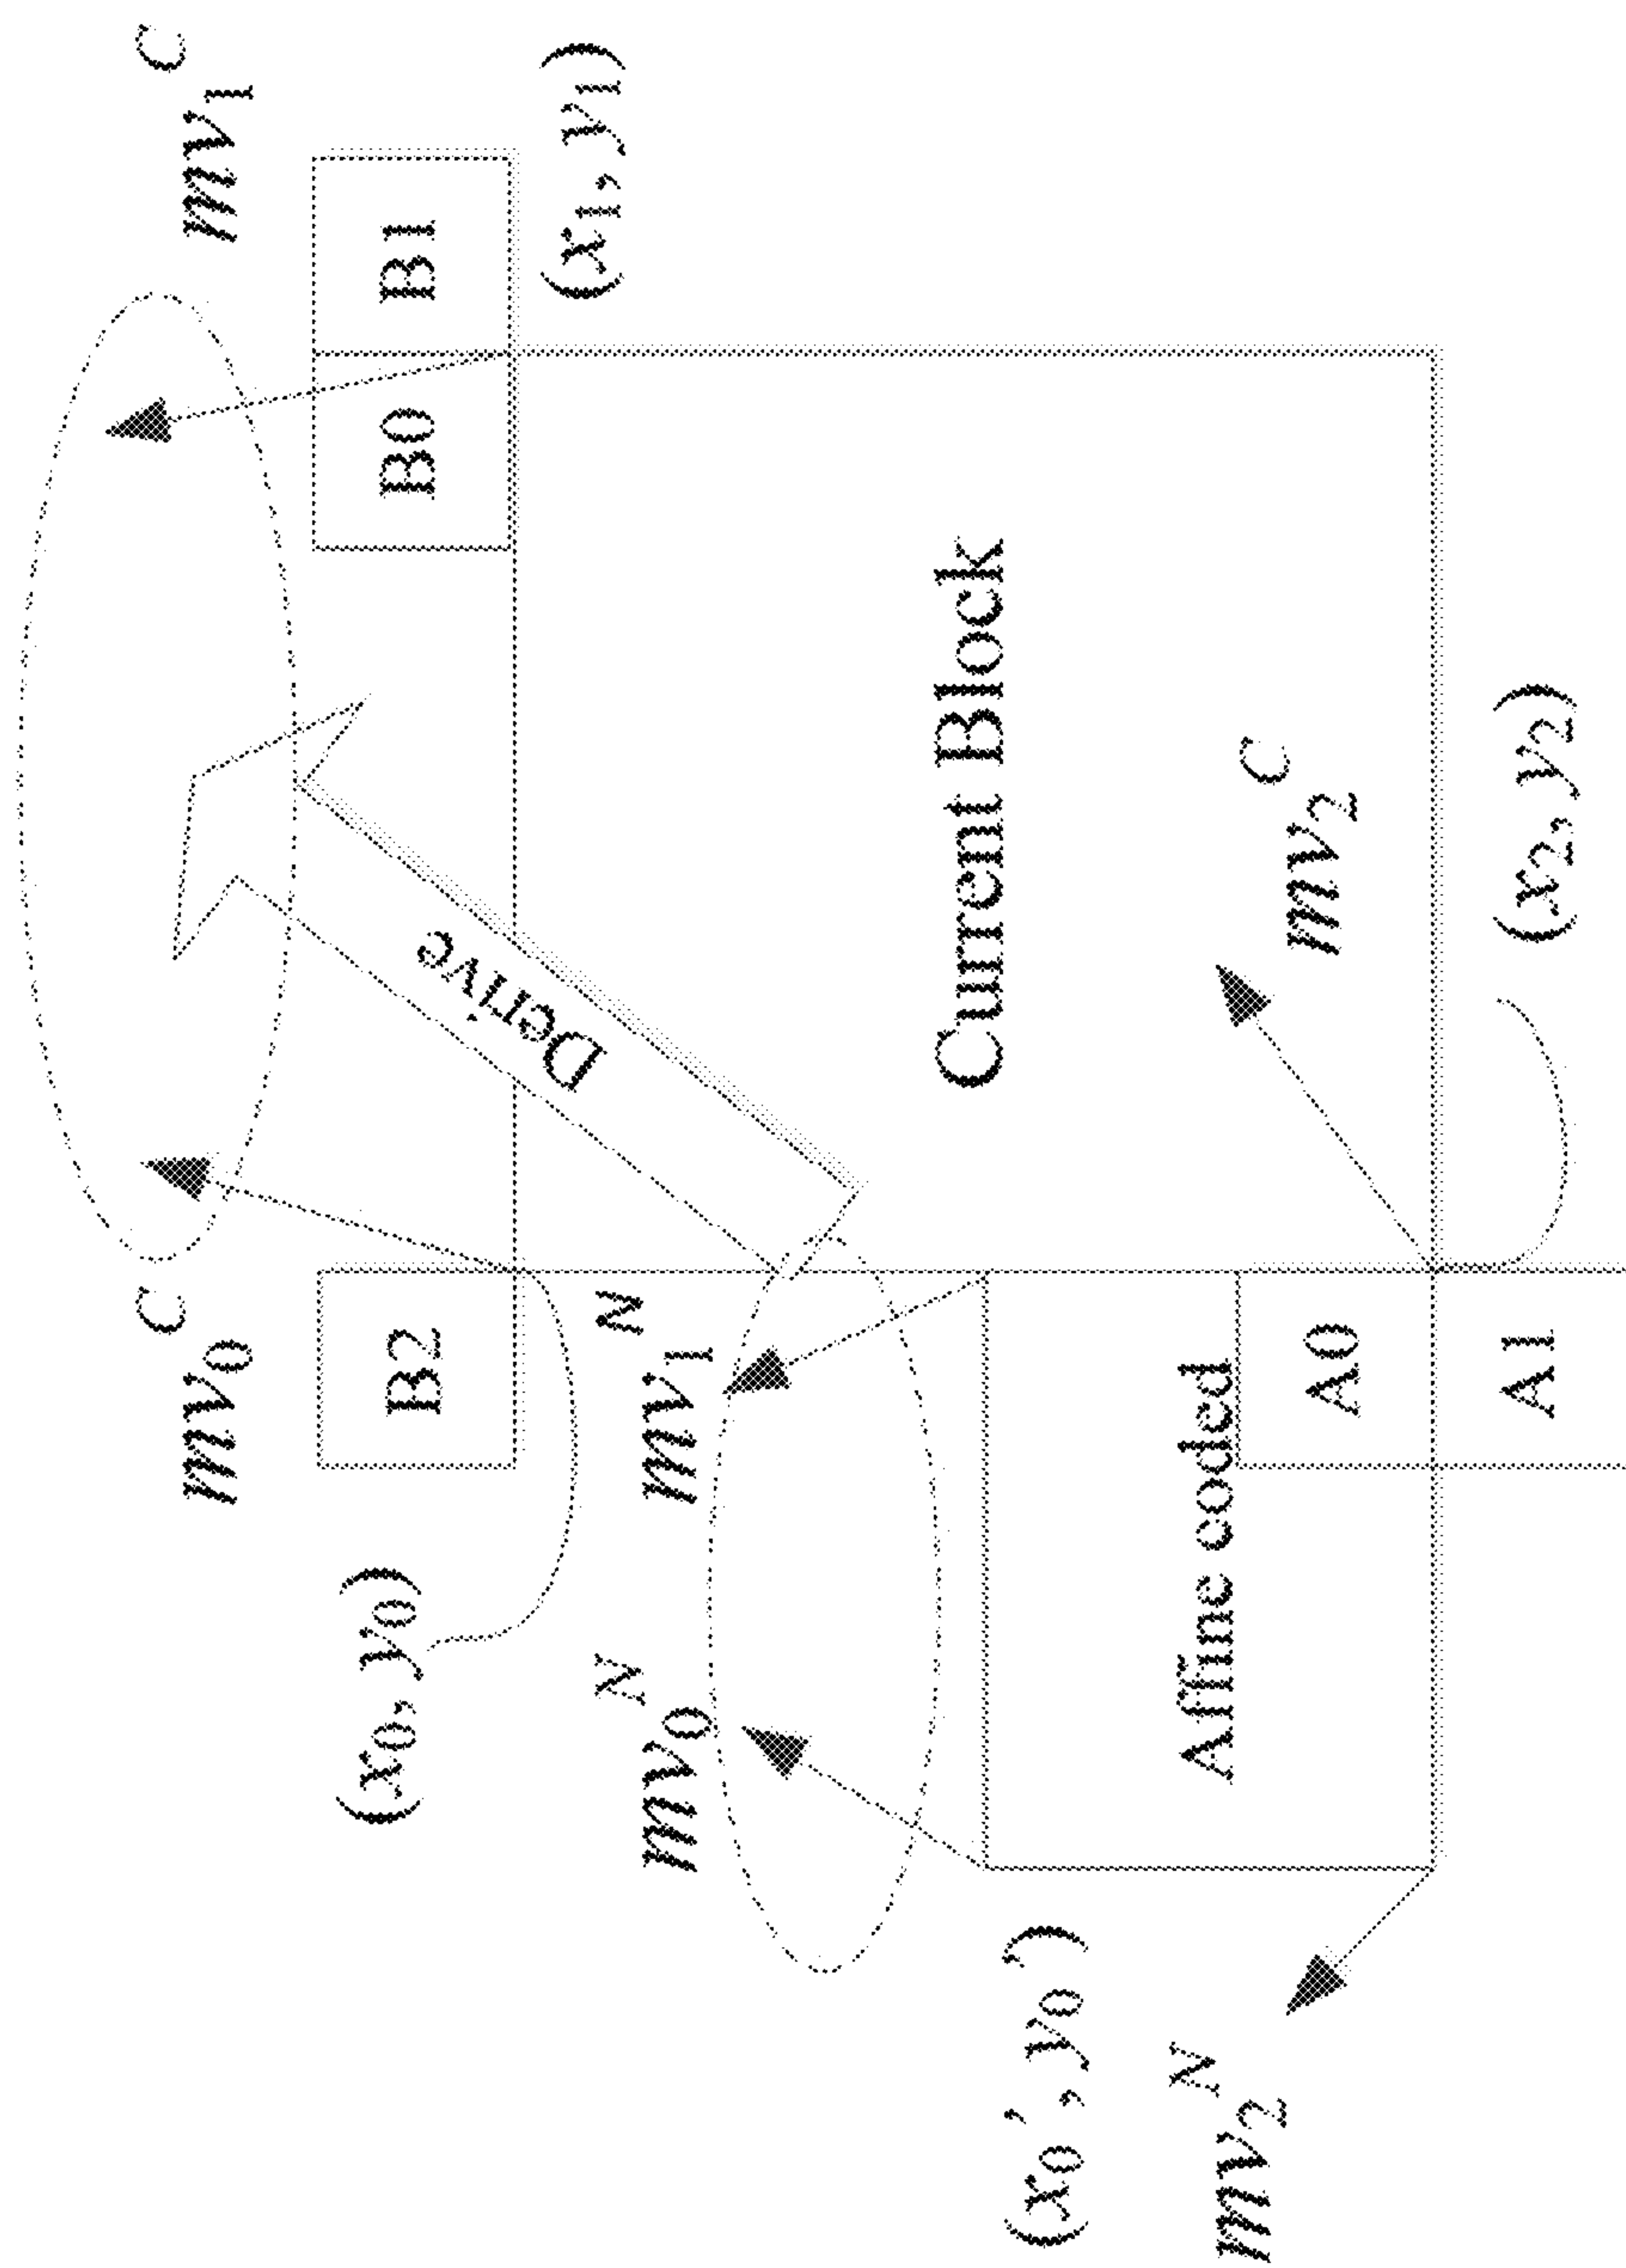 mv₀ᶜ
mv₁ᶜ
B2
B0
B1
(x₀, y₀)
(x₁, y₁)
Derive
mv₀ᴺ
mv₁ᴺ
Current Block
(x₀', y₀')
Affine coded
mv₂ᴺ
mv₂ᶜ
A0
A1
(x₂, y₂)